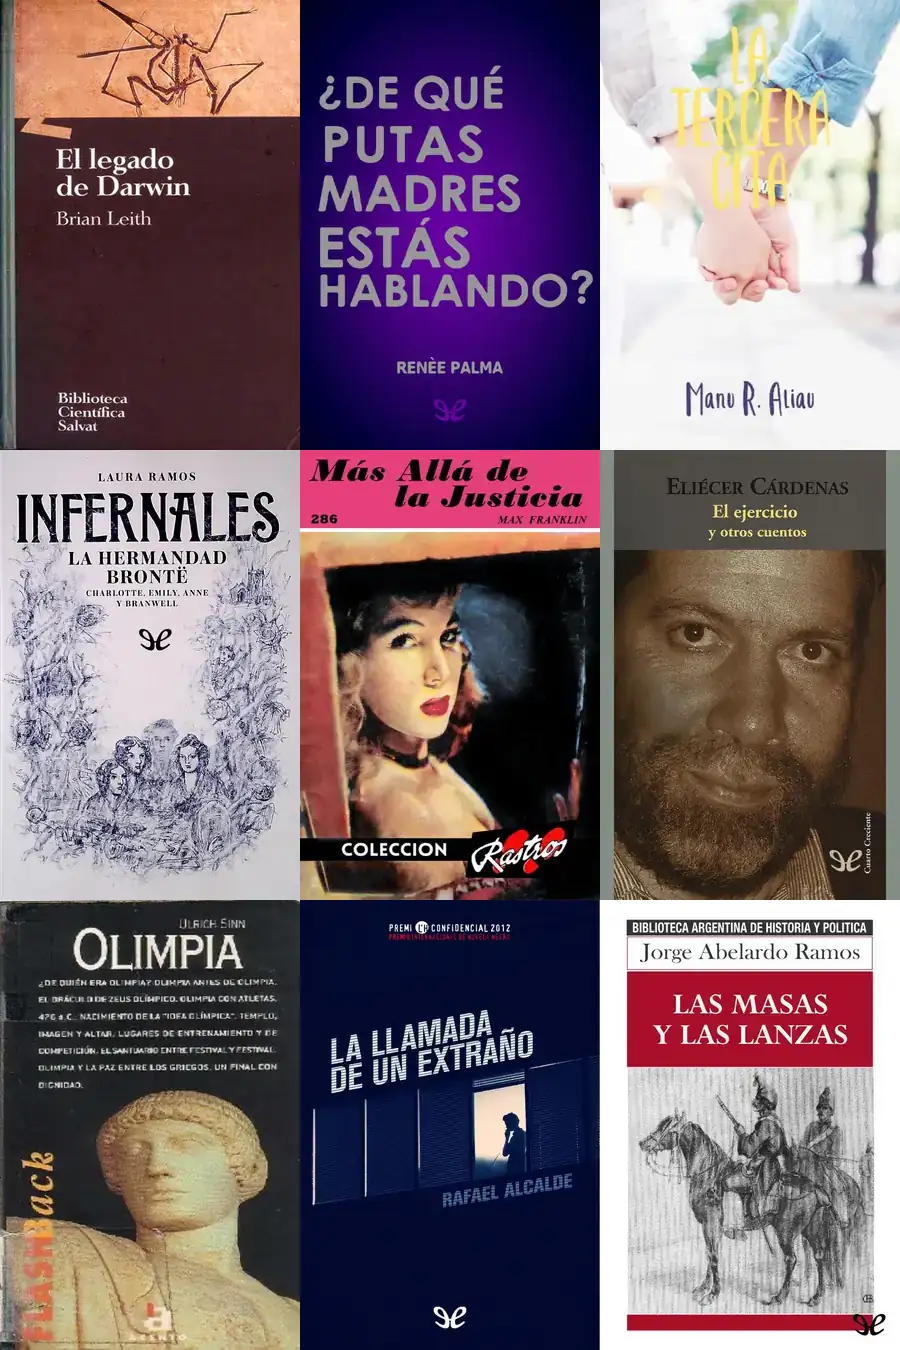 El legado
de Darwin
Brian Leith
Biblioteca
Científica
Salvat
¿DE QUÉ
PUTAS
MADRES
ESTÁS
HABLANDO?
RENÈE PALMA
LA
TERCERA
CITA
Manu R. Aliau
LAURA RAMOS
INFERNALES
LA HERMANDAD
BRONTË
CHARLOTTE, EMILY, ANNE
Y BRANWELL
Más Allá de
la Justicia
286
MAX FRANKLIN
COLECCION
Rastros
ELIÉCER CÁRDENAS
El ejercicio
y otros cuentos
Cuarto Creciente
ULRICH SINN
OLIMPIA
¿DE QUIÉN ERA OLIMPIA? OLIMPIA ANTES DE OLIMPIA.
EL ORÁCULO DE ZEUS OLÍMPICO. OLIMPIA CON ATLETAS.
476 a.C. NACIMIENTO DE LA "IDEA OLÍMPICA". TEMPLO,
IMAGEN Y ALTAR. LUGARES DE ENTRENAMIENTO Y DE
COMPETICIÓN. EL SANTUARIO ENTRE FESTIVAL Y FESTIVAL.
OLIMPIA Y LA PAZ ENTRE LOS GRIEGOS. UN FINAL CON
DIGNIDAD.
FLASHBack
ACENTO
PREMI CONFIDENCIAL 2012
PREMIO INTERNACIONAL DE NOVELA NEGRA
LA LLAMADA
DE UN EXTRAÑO
RAFAEL ALCALDE
BIBLIOTECA ARGENTINA DE HISTORIA Y POLITICA
Jorge Abelardo Ramos
LAS MASAS
Y LAS LANZAS